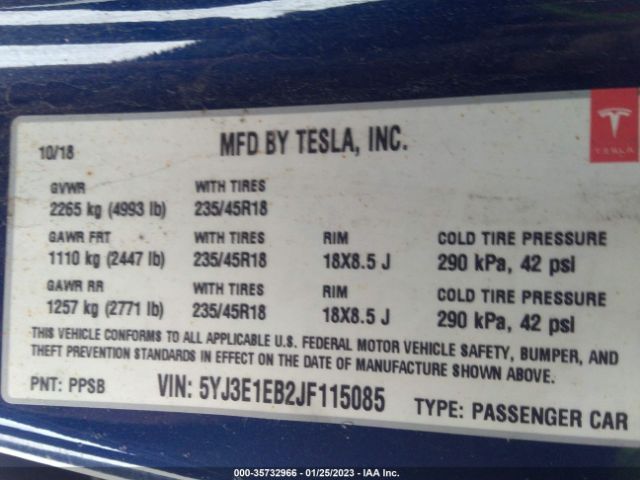 10/18 MFD BY TESLA, INC.
TESLA
GVWR WITH TIRES
2265 kg (4993 lb) 235/45R18
GAWR FRT WITH TIRES RIM COLD TIRE PRESSURE
1110 kg (2447 lb) 235/45R18 18X8.5 J 290 kPa, 42 psi
GAWR RR WITH TIRES RIM COLD TIRE PRESSURE
1257 kg (2771 lb) 235/45R18 18X8.5 J 290 kPa, 42 psi
THIS VEHICLE CONFORMS TO ALL APPLICABLE U.S. FEDERAL MOTOR VEHICLE SAFETY, BUMPER, AND
THEFT PREVENTION STANDARDS IN EFFECT ON THE DATE OF MANUFACTURE SHOWN ABOVE.
PNT: PPSB VIN: 5YJ3E1EB2JF115085 TYPE: PASSENGER CAR
000-35732966 - 01/25/2023 - IAA Inc.